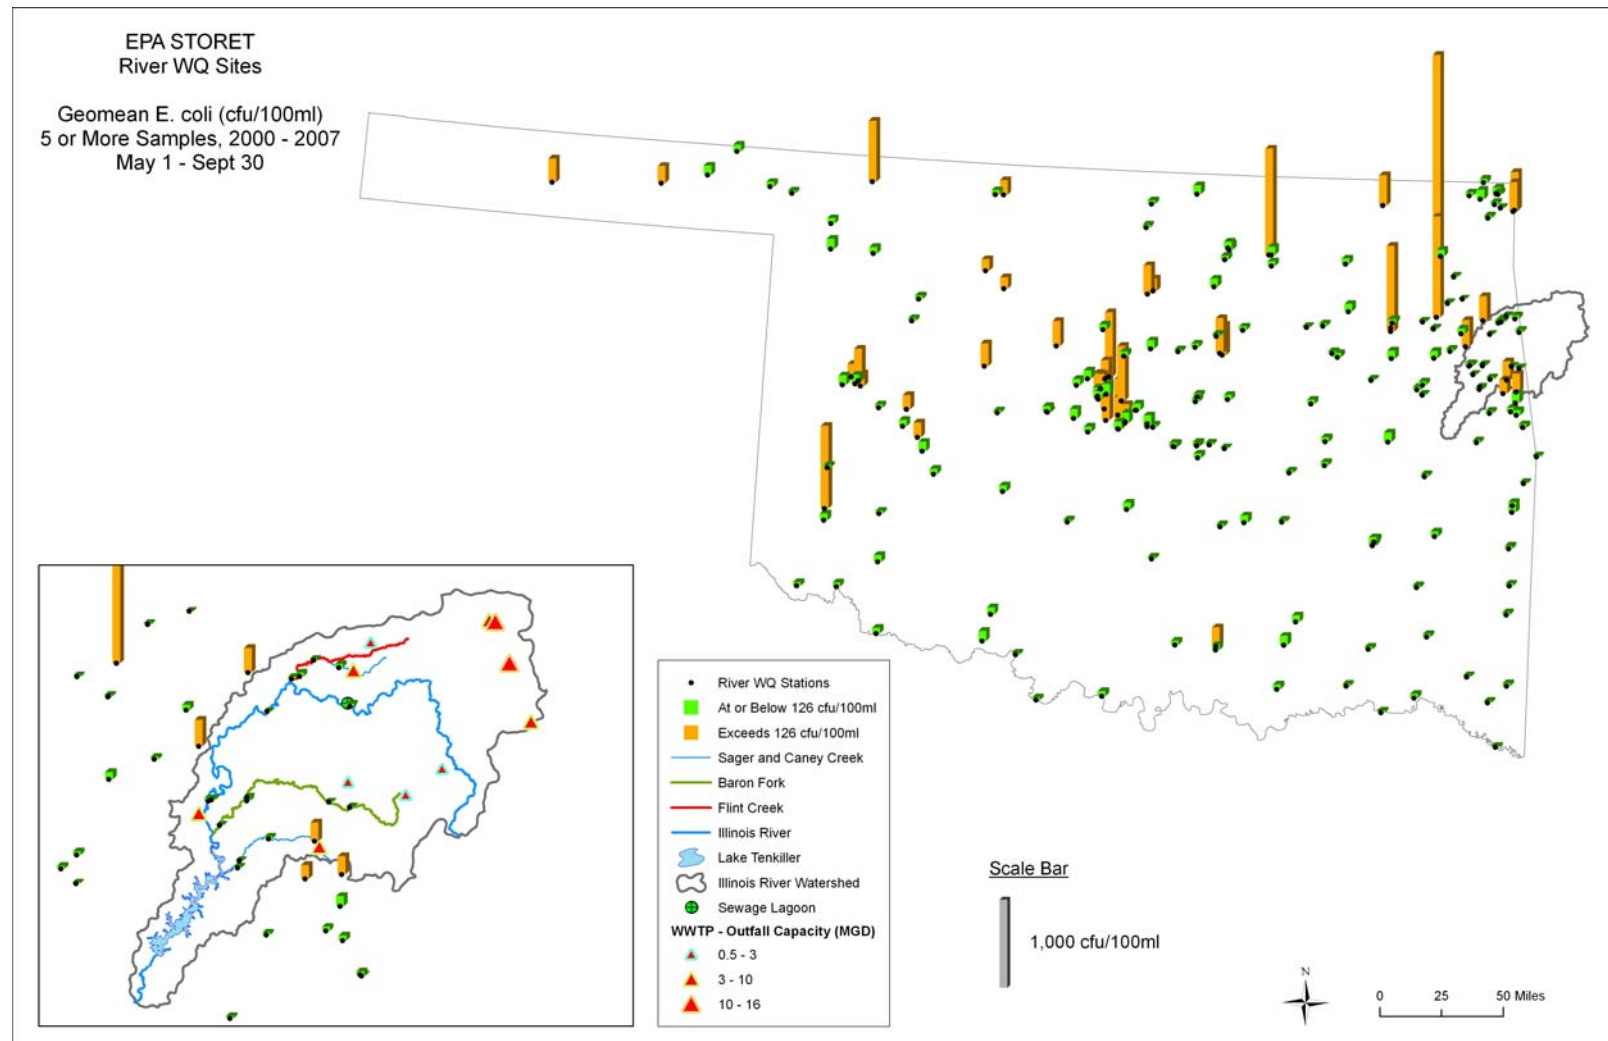 EPA STORET
River WQ Sites
Geomean E. coli (cfu/100ml)
5 or More Samples, 2000 - 2007
May 1 - Sept 30
River WQ Stations
At or Below 126 cfu/100ml
Exceeds 126 cfu/100ml
Sager and Caney Creek
Baron Fork
Flint Creek
Illinois River
Lake Tenkiller
Illinois River Watershed
Sewage Lagoon
WWTP - Outfall Capacity (MGD)
0.5 - 3
3 - 10
10 - 16
Scale Bar
1,000 cfu/100ml
N
0 25 50 Miles